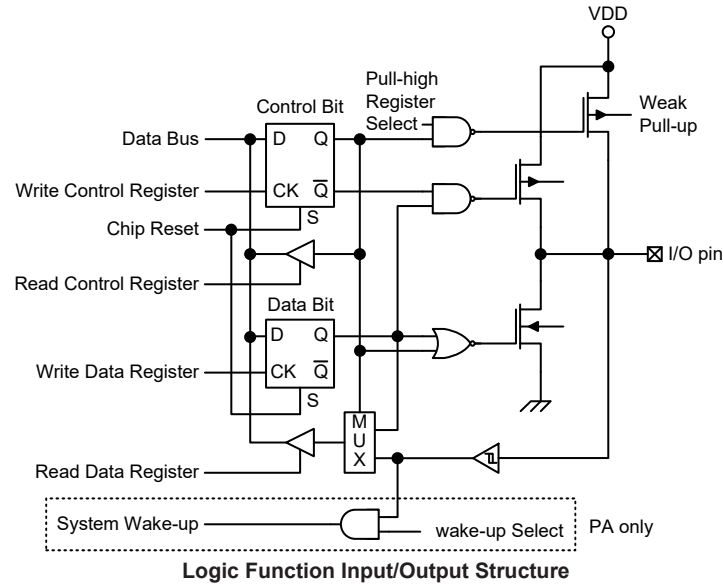 VDD
Pull-high
Register
Select
Control Bit
Weak
Pull-up
Data Bus
D
Q
Write Control Register
CK
Q̅
Chip Reset
S
I/O pin
Read Control Register
Data Bit
D
Q
Write Data Register
CK
Q̅
S
M
U
X
Read Data Register
System Wake-up
wake-up Select
PA only
Logic Function Input/Output Structure